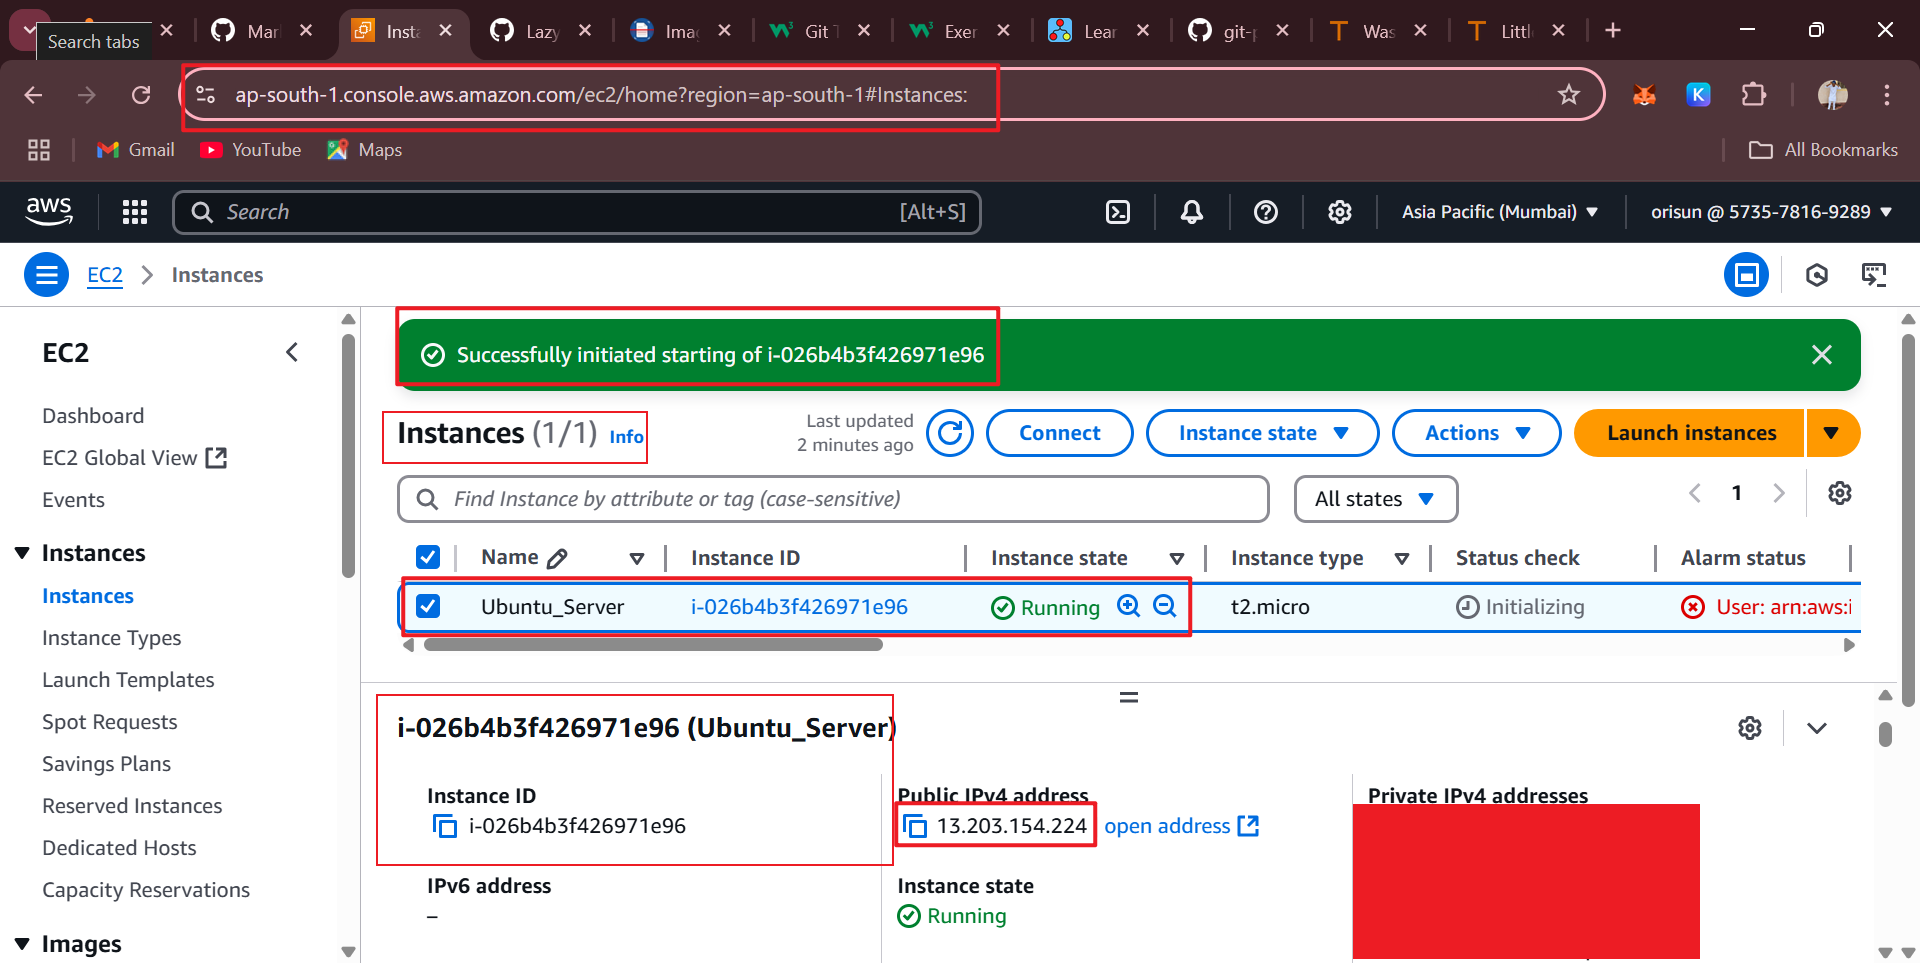 Search tabs
Mar
Insta
Lazy
Ima
Git T
Exer
Lear
git-p
Was
Little
ap-south-1.console.aws.amazon.com/ec2/home?region=ap-south-1#Instances:
K
Gmail
YouTube
Maps
All Bookmarks
aws
Search
[Alt+S]
Asia Pacific (Mumbai)
orisun @ 5735-7816-9289
EC2
Instances
EC2
Dashboard
EC2 Global View
Events
Instances
Instances
Instance Types
Launch Templates
Spot Requests
Savings Plans
Reserved Instances
Dedicated Hosts
Capacity Reservations
Images
Successfully initiated starting of i-026b4b3f426971e96
Instances (1/1) Info
Last updated
2 minutes ago
Connect
Instance state
Actions
Launch instances
Find Instance by attribute or tag (case-sensitive)
All states
1
Name
Instance ID
Instance state
Instance type
Status check
Alarm status
Ubuntu_Server
i-026b4b3f426971e96
Running
t2.micro
Initializing
User: arn:aws:i
i-026b4b3f426971e96 (Ubuntu_Server)
Instance ID
i-026b4b3f426971e96
Public IPv4 address
13.203.154.224
open address
Private IPv4 addresses
IPv6 address
–
Instance state
Running